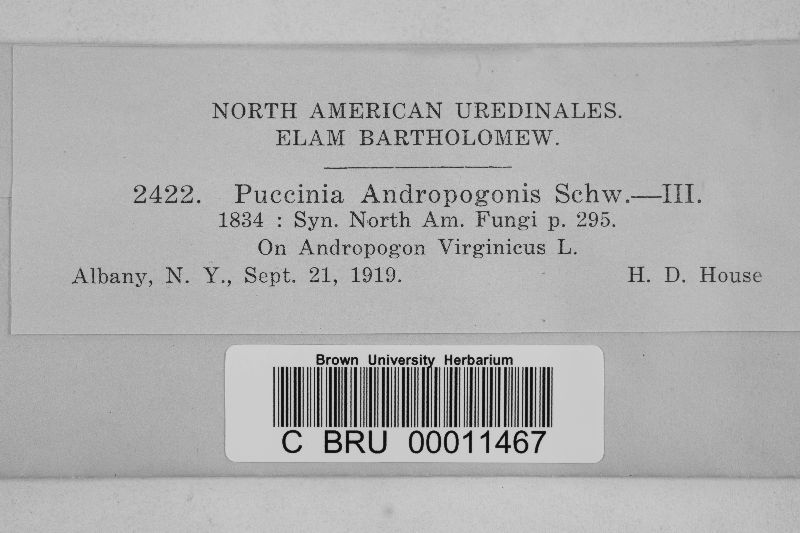 NORTH AMERICAN UREDINALES.
ELAM BARTHOLOMEW.
2422. Puccinia Andropogonis Schw.—III.
1834 : Syn. North Am. Fungi p. 295.
On Andropogon Virginicus L.
Albany, N. Y., Sept. 21, 1919. H. D. House
Brown University Herbarium
C BRU 00011467